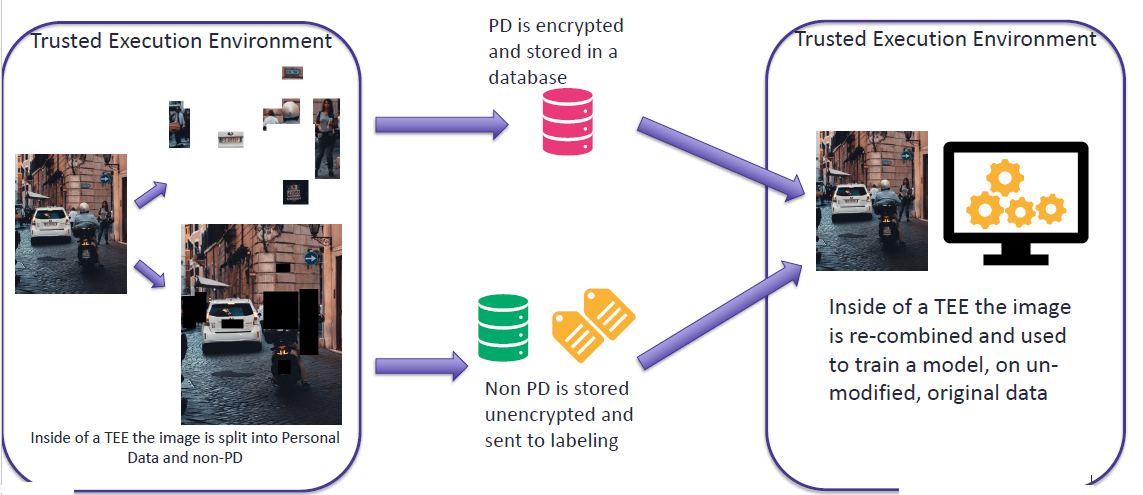 Trusted Execution Environment
Inside of a TEE the image is split into Personal
Data and non-PD
PD is encrypted
and stored in a
database
Non PD is stored
unencrypted and
sent to labeling
Trusted Execution Environment
Inside of a TEE the image
is re-combined and used
to train a model, on un-
modified, original data